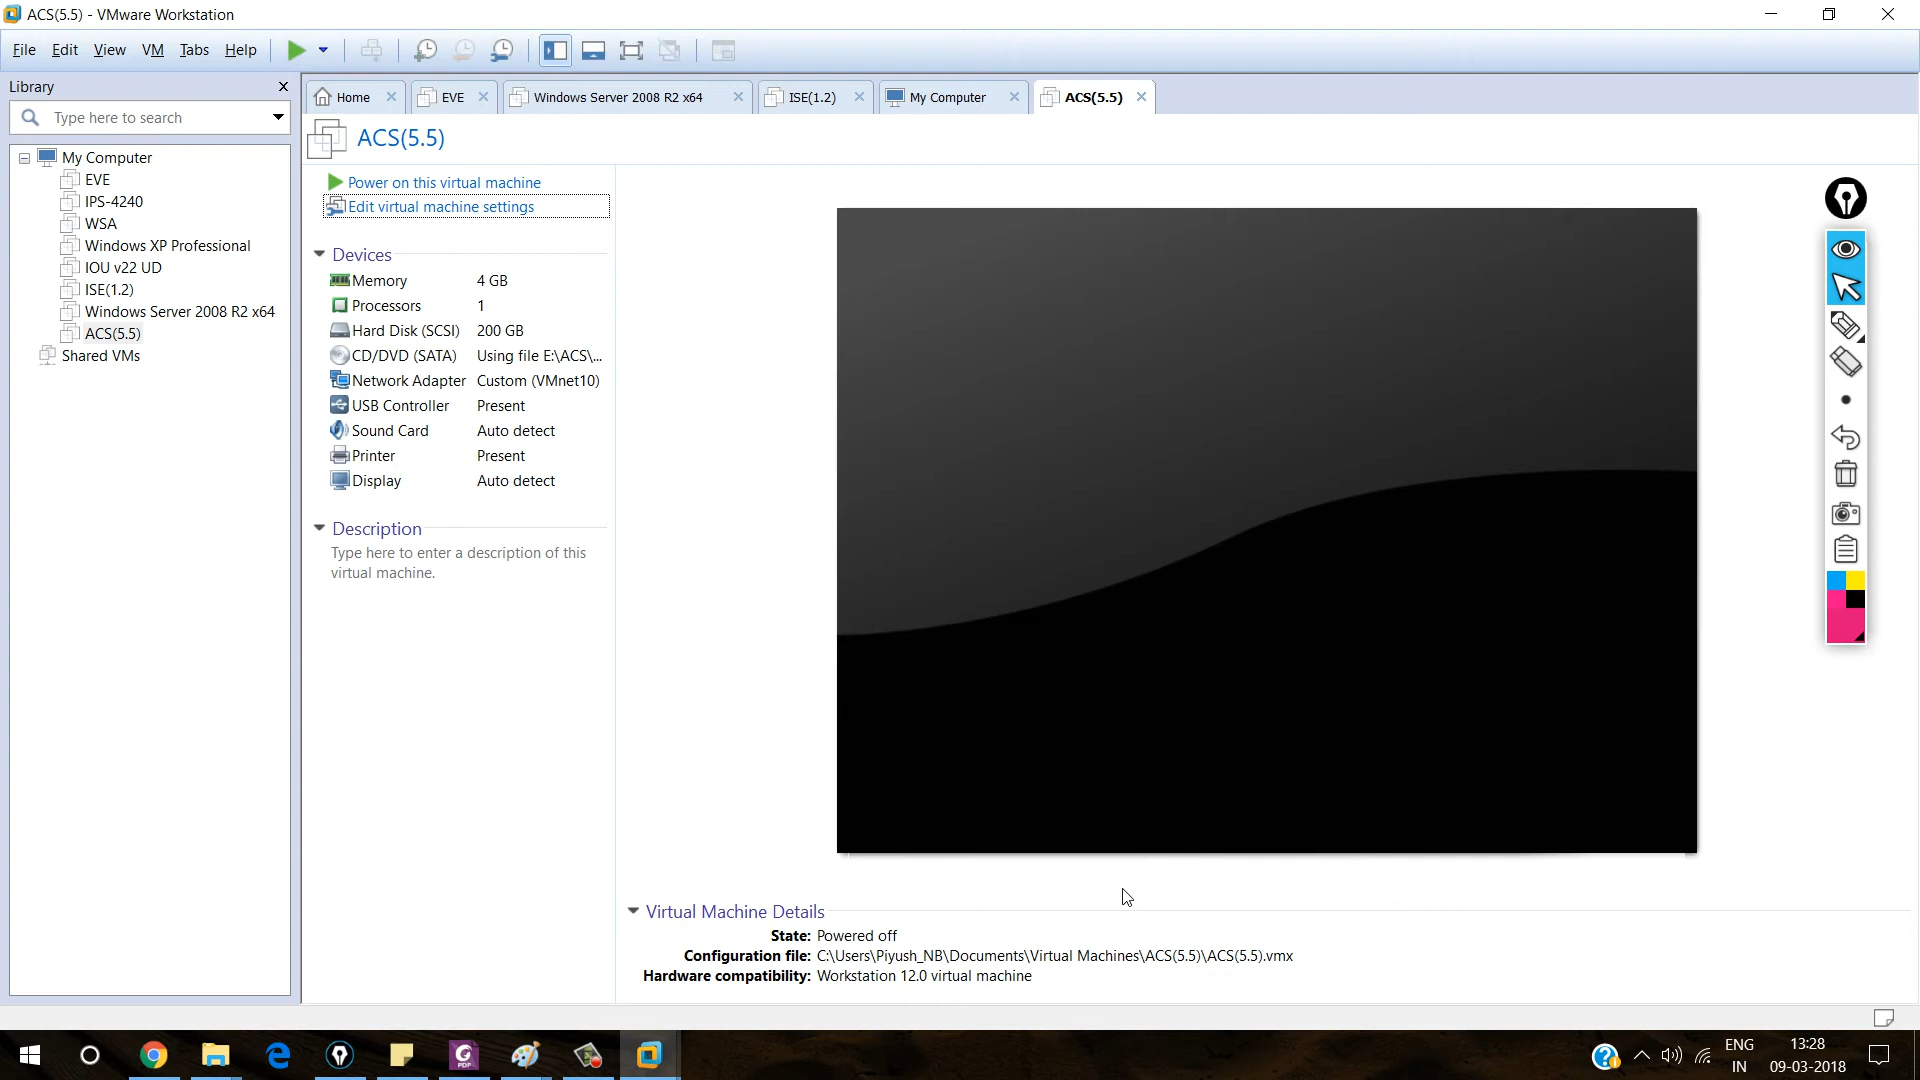 ACS(5.5) - VMware Workstation
File Edit View VM Tabs Help
Library
Type here to search
My Computer
EVE
IPS-4240
WSA
Windows XP Professional
IOU v22 UD
ISE(1.2)
Windows Server 2008 R2 x64
ACS(5.5)
Shared VMs
Home EVE Windows Server 2008 R2 x64 ISE(1.2) My Computer ACS(5.5)
ACS(5.5)
Power on this virtual machine
Edit virtual machine settings
Devices
Memory 4 GB
Processors 1
Hard Disk (SCSI) 200 GB
CD/DVD (SATA) Using file E:\ACS\...
Network Adapter Custom (VMnet10)
USB Controller Present
Sound Card Auto detect
Printer Present
Display Auto detect
Description
Type here to enter a description of this
virtual machine.
Virtual Machine Details
State: Powered off
Configuration file: C:\Users\Piyush_NB\Documents\Virtual Machines\ACS(5.5)\ACS(5.5).vmx
Hardware compatibility: Workstation 12.0 virtual machine
PDF
ENG
IN
13:28
09-03-2018